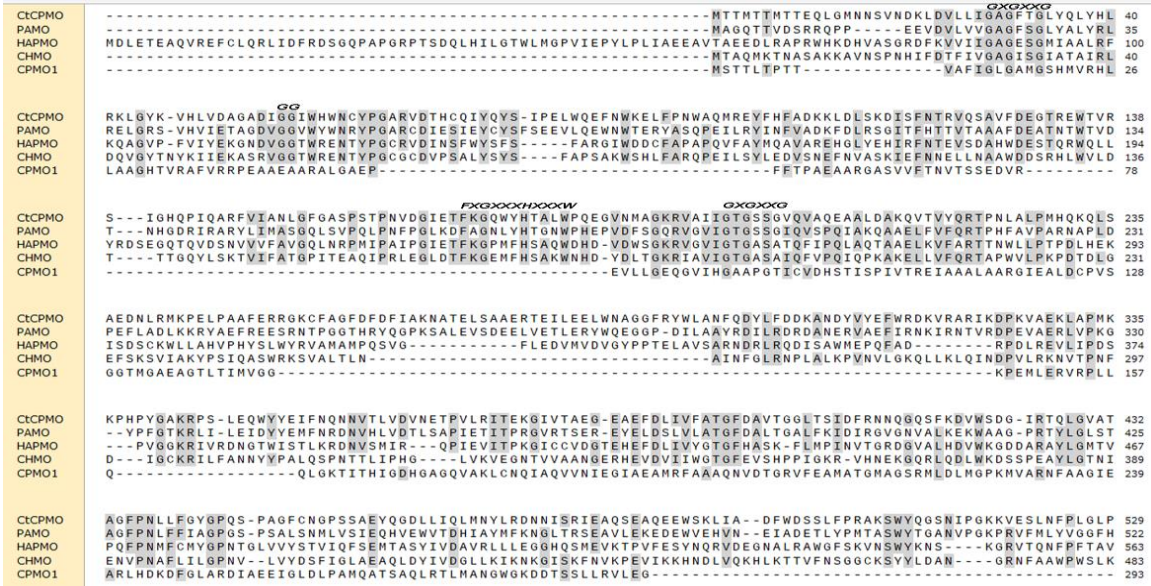 GXGXXG
CtCPMO -----------------------------------------------------------MTTMTTMTTEQLGMNNSVNDKLDVLLIGAGFTGLYQLYHL 40
PAMO -----------------------------------------------------------MAGQTTVDSRRQPP-----EEVDVLVVGAGFSGLYALYRL 35
HAPMO MDLETEAQVREFCLQRLIDFRDSGQPAPGRPTSDQLHILGTWLMGPVIEPYLPLIAEEAVTAEEDLRAPRWHKDHVASGRDFKVVIIGAGESGMIAALRF 100
CHMO -----------------------------------------------------------MTAQMKTNASAKKAVNSPNHIFDTFIVGAGISGIATAIRL 40
CPMO1 -----------------------------------------------------------MSTTLTPTT-----------VAFIGLGAMGSHMVRHL 26
GG
CtCPMO RKLGYK-VHLVDAGADIGGIWHWNCYPGARVDTHCQIYQYS-IPELWQEFNWKELFPNWAQMREYFHFADKKLDLSKDISFNTRVQSAVFDEGTREWTVR 138
PAMO RELGRS-VHVIETAGDVGGVWYWNRYPGARCDIESIEYCYSFSEEVLQEWNWTERYASQPEILRYINFVADKFDLRSGITFHTTVTAAAFDEATNTWTVD 134
HAPMO KQAGVP-FVIYEKGNDVGGTWRENTYPGCRVDINSFWYSFS-----FARGIWDDCFAPAPQVFAYMQAVAREHGLYEHIRFNTEVSDAHWDESTQRWQLL 194
CHMO DQVGYTNYKIIEKASRVGGTWRENTYPGCGCDVPSALYSYS-----FAPSAKWSHLFARQPEILSYLEDVSNEFNVASKIEFNNELLNAAWDDSRHLWVLD 136
CPMO1 LAAGHTVRAFVRRPEAAEAARALGAEP---------------------FFTPAEAARGASVVFTNVTSSEDVR------------ 78
FXGXXXHXXXW GXGXXG
CtCPMO S---IGHQPIQARFVIANLGFGASPSTPNVDGIETFKGQWYHTALWPQEGVNMAGKRVAIIGTGSSGVQVAQEAALDAKQVTVYQRTPNLALPMHQKQLS 235
PAMO T---NHGDRIRARYLIMASGQLSVPQLPNFPGLKDFAGNLYHTGNWPHEPVDFSGQRVGVIGTGSSGIQVSPQIAKQAAELFVFQRTPHFAVPARNAPLD 231
HAPMO YRDSEGQTQVDSNVVVFAVGQLNRPMIPAIPGIETFKGPMFHSAQWDHD-VDWSGKRVGVIGTGASATQFIPQLAQTAAELKVFARTTNWLLPTPDLHEK 293
CHMO T----TTGQYLSKTVIFATGPITEAQIPRLEGLDTFKGEMFHSAKWNHD-YDLTGKRIAVIGTGASAIQFVPQIQPKAKELLVFQRTAPWVLPKPDTDLG 231
CPMO1 --------------------------------------------------EVLLGEQGVIHGAAPGTICVDHSTISPIVTREIAAALAARGIEALDCPVS 128
CtCPMO AEDNLRMKPELPAAFERRGKCFAGFDFDFIAKNATELSAAERTEILEELWNAGGFRYWLANFQDYLFDDKANDYVYEFWRDKVRARIKDPKVAEKLAPMK 335
PAMO PEFLADLKKRYAEFREESRNTPGGTHRYQGPKSALEVSDEELVETLERYWQEGGP-DILAAYRDILRDRDANERVAEFIRNKIRNTVRDPEVAERLVPKG 330
HAPMO ISDSCKWLLAHVPHYSLWYRVAMAMPQSVG---------FLEDVMVDVGYPPTELAVSARNDRLRQDISAWMEPQFAD-------RPDLREVLIPDS 374
CHMO EFSKSVIAKYPSIQASWRKSVALTLN--------------------------AINFGLRNPLALKPVNVLGKQLLKLQINDPVLRKNVTPNF 297
CPMO1 GGTMGAEAGTLTIMVGG-----------------------------------------------------------KPEMLERVRPLL 157
CtCPMO KPHPYGAKRPS-LEQWYYEIFNQNNVTLVDVNETPVLRITEKGIVTAEG-EAEFDLIVFATGFDAVTGGLTSIDFRNNQGQSFKDVWSDG-IRTQLGVAT 432
PAMO --YPFGTKRLI-LEIDYYEMFNRDNVHLVDTLSAPIETITPRGVRTSER-EYELDSLVLATGFDALTGALFKIDIRGVGNVALKEKWAAG-PRTYLGLST 425
HAPMO --PVGGKRIVRDNGTWISTLKRDNVSMIR---QPIEVITPKGICCVDGTEHEFDLIVYGTGFHASK-FLMPINVTGRDGVALHDVWKGDDARAYLGMTV 467
CHMO D-IGCKRILFANNYYPALQSPNTTLIPHG----LVKVEGNTVVAANGERHEVDVIIWGTGFEVSHPPIGKR-VHNEKGQRLQDLWKDSSPEAYLGTNI 389
CPMO1 Q------------------QLGKTITHIGDHGAGQVAKLCNQIAQVVNIEGIAEAMRFAAAQNVDTGRVFEAMATGMAGSRMLDLMGPKMVARNFAAGIE 239
CtCPMO AGFPNLLFGYGPQS-PAGFCNGPSSAEYQGDLLIQLMNYLRDNNISRIEAQSEAQEEWSKLIA--DFWDSSLFPRAKSWYQGSNIPGKKVESLNFPLGLP 529
PAMO AGFPNLFFIAGPGS-PSALSNMLVSIEQHVEWVTDHIAYMFKNGLTRSEAVLEKEDEWVEHVN--EIADETLYPMTASWYTGANVPGKPRVFMLYVGGFH 522
HAPMO PQFPNMFCMYGPNTGLVVYSTVIQFSEMTASYIVDAVRLLLEGGHQSMEVKTPVFESYNQRVDEGNALRAWGFSKVNSWYKNS----KGRVTQNFPFTAV 563
CHMO ENVPNAFLILGPNV--LVYDSFIGLAEAQLDYIVDGLLKIKNKGISKFNVKPEVIKKHNDLVQKHLKTTVFNSGGCKSYYLDAN----GRNFSAWPWSLK 483
CPMO1 ARLHDKDFGLARDIAEEIGLDLPAMQATSAQLRTLMANGWGKDDTSSLLRVLEG----------------------------------- 293